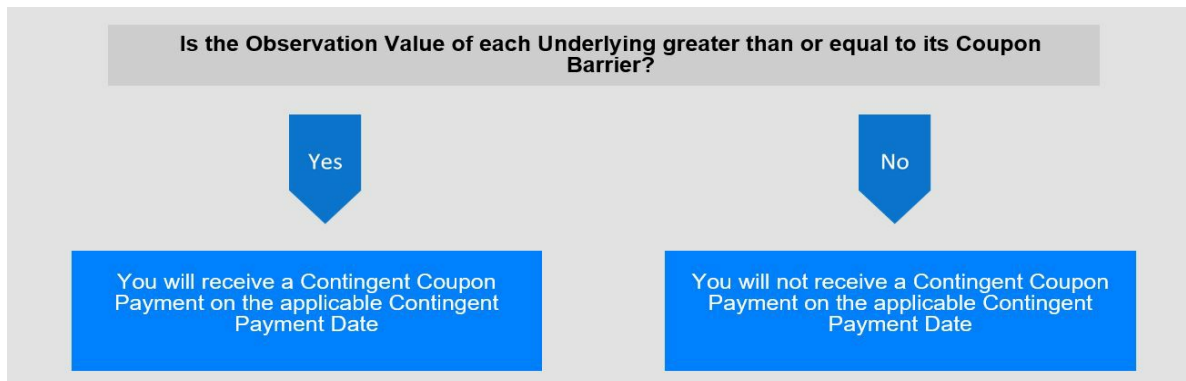 Is the Observation Value of each Underlying greater than or equal to its Coupon
Barrier?
Yes
No
You will receive a Contingent Coupon
Payment on the applicable Contingent
Payment Date
You will not receive a Contingent Coupon
Payment on the applicable Contingent
Payment Date